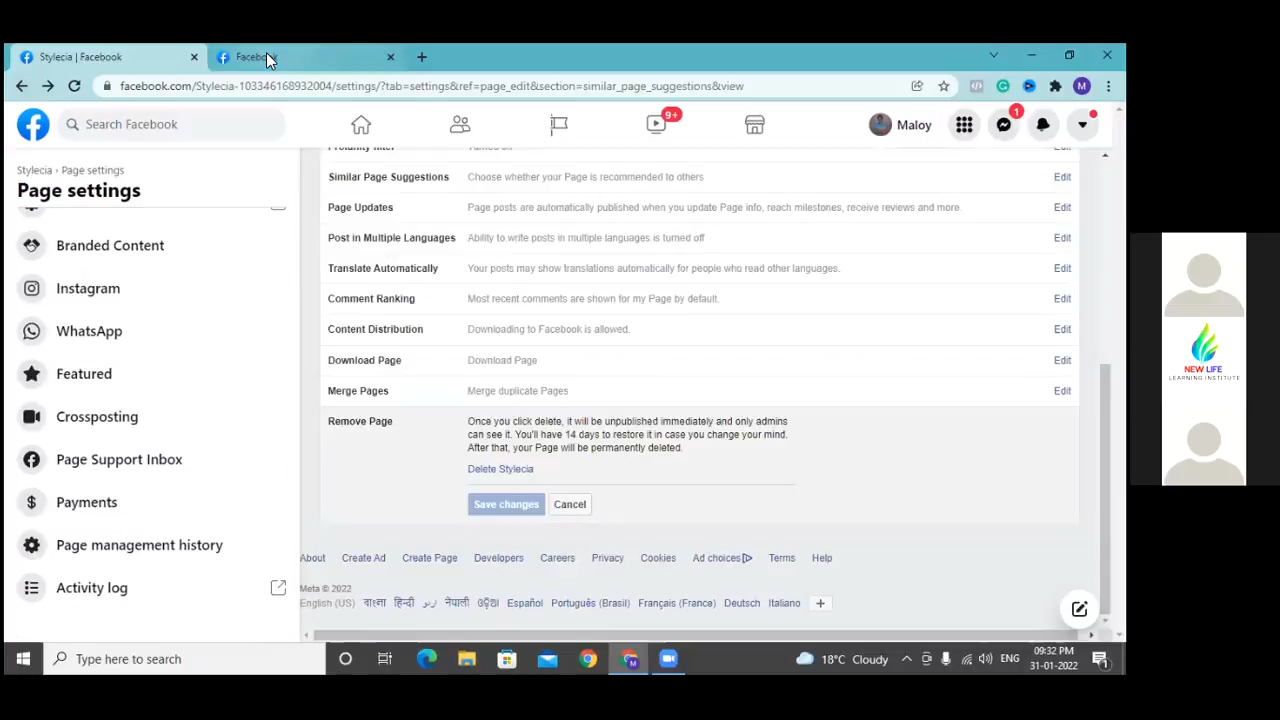 Stylecia | Facebook
Facebook
facebook.com/Stylecia-103346168932004/settings/?tab=settings&ref=page_edit&section=similar_page_suggestions&view
M
Search Facebook
9+
Maloy
1
Stylecia › Page settings
Page settings
Branded Content
Instagram
WhatsApp
Featured
Crossposting
Page Support Inbox
Payments
Page management history
Activity log
Similar Page Suggestions Choose whether your Page is recommended to others Edit
Page Updates Page posts are automatically published when you update Page info, reach milestones, receive reviews and more. Edit
Post in Multiple Languages Ability to write posts in multiple languages is turned off Edit
Translate Automatically Your posts may show translations automatically for people who read other languages. Edit
Comment Ranking Most recent comments are shown for my Page by default. Edit
Content Distribution Downloading to Facebook is allowed. Edit
Download Page Download Page Edit
Merge Pages Merge duplicate Pages Edit
Remove Page Once you click delete, it will be unpublished immediately and only admins
can see it. You'll have 14 days to restore it in case you change your mind.
After that, your Page will be permanently deleted.
Delete Stylecia
Save changes Cancel
About Create Ad Create Page Developers Careers Privacy Cookies Ad choices Terms Help
Meta © 2022
English (US) বাংলা हिन्दी اردو नेपाली ଓଡ଼ିଆ Español Português (Brasil) Français (France) Deutsch Italiano
NEW LIFE
LEARNING INSTITUTE
Type here to search
18°C Cloudy
ENG
09:32 PM
31-01-2022
1